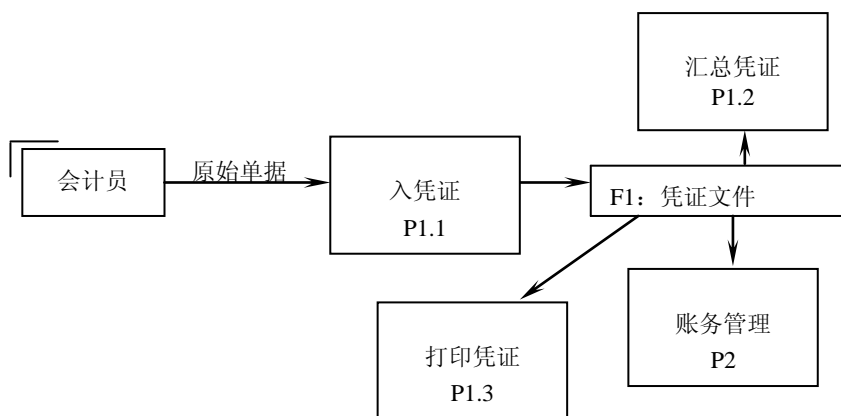 汇总凭证
P1.2
会计员
原始单据
入凭证
P1.1
F1：凭证文件
打印凭证
P1.3
账务管理
P2